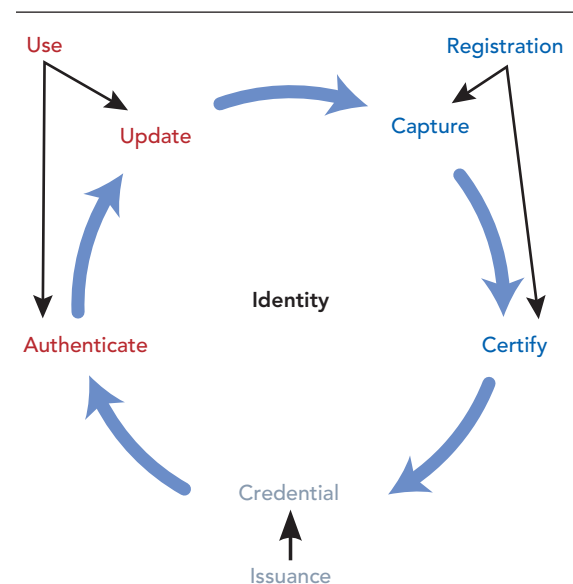 Use
Registration
Update
Capture
Identity
Authenticate
Certify
Credential
Issuance